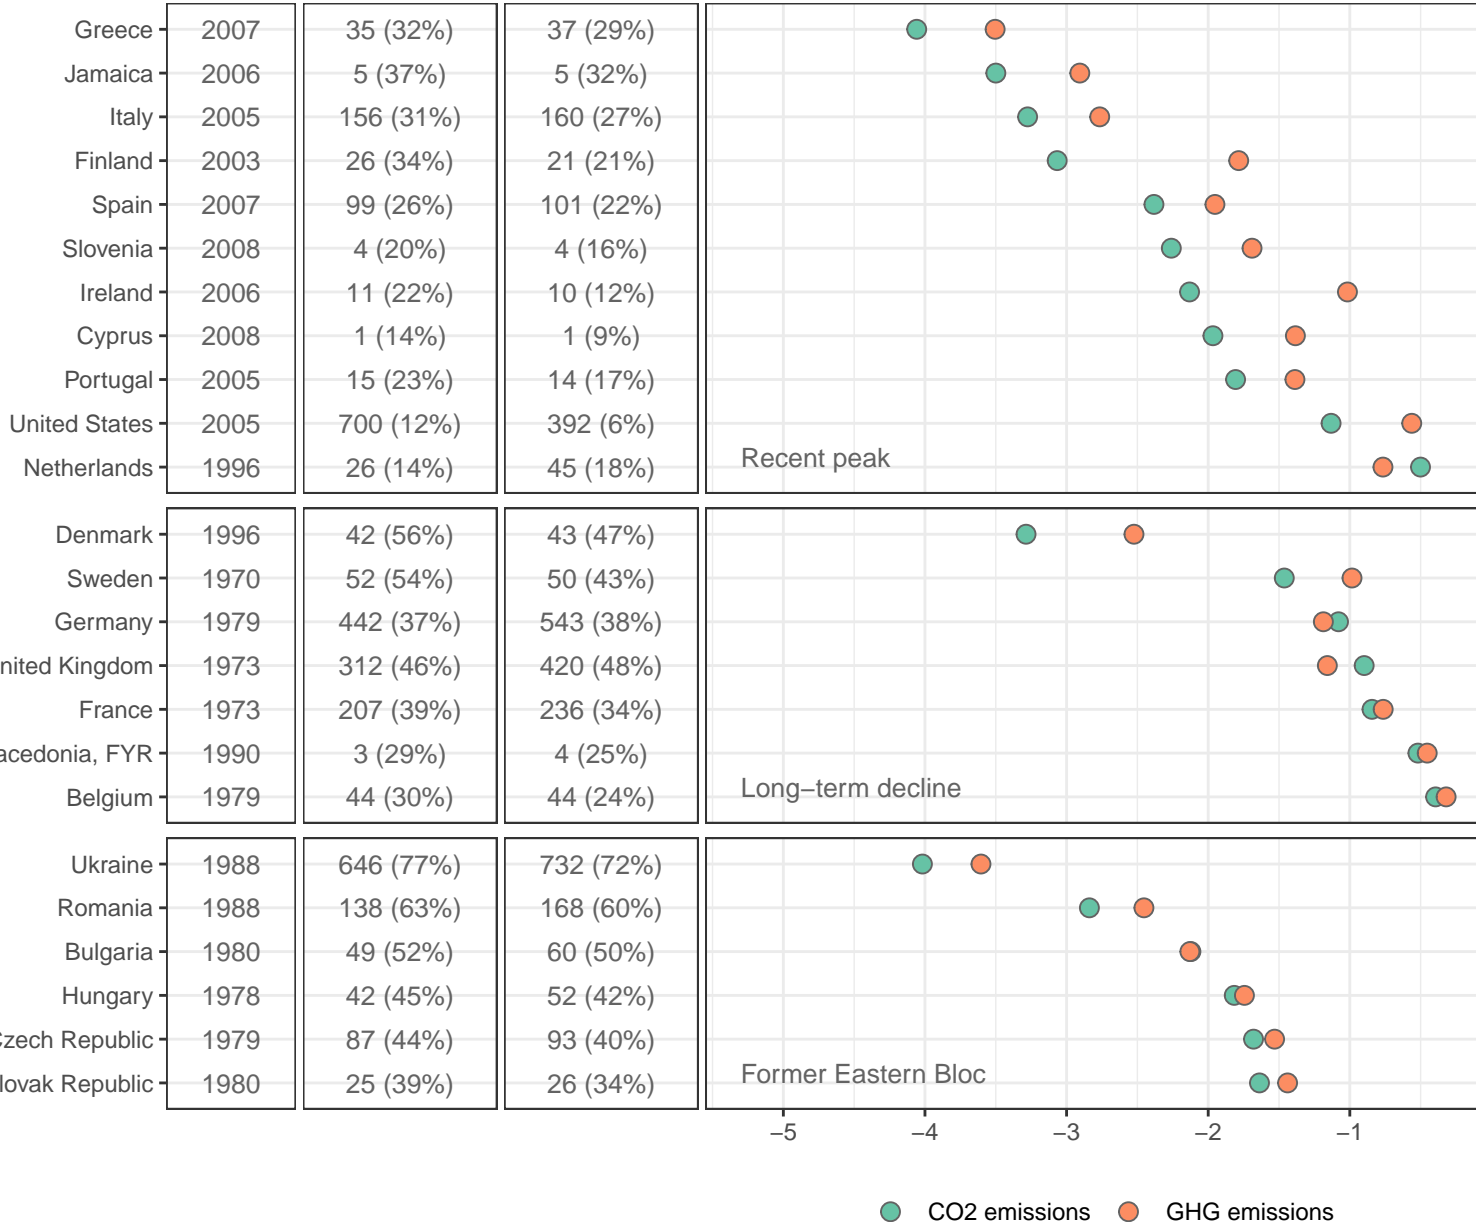 Greece 2007 35 (32%) 37 (29%)
Jamaica 2006 5 (37%) 5 (32%)
Italy 2005 156 (31%) 160 (27%)
Finland 2003 26 (34%) 21 (21%)
Spain 2007 99 (26%) 101 (22%)
Slovenia 2008 4 (20%) 4 (16%)
Ireland 2006 11 (22%) 10 (12%)
Cyprus 2008 1 (14%) 1 (9%)
Portugal 2005 15 (23%) 14 (17%)
United States 2005 700 (12%) 392 (6%)
Netherlands 1996 26 (14%) 45 (18%) Recent peak
Denmark 1996 42 (56%) 43 (47%)
Sweden 1970 52 (54%) 50 (43%)
Germany 1979 442 (37%) 543 (38%)
nited Kingdom 1973 312 (46%) 420 (48%)
France 1973 207 (39%) 236 (34%)
acedonia, FYR 1990 3 (29%) 4 (25%)
Belgium 1979 44 (30%) 44 (24%) Long−term decline
Ukraine 1988 646 (77%) 732 (72%)
Romania 1988 138 (63%) 168 (60%)
Bulgaria 1980 49 (52%) 60 (50%)
Hungary 1978 42 (45%) 52 (42%)
Czech Republic 1979 87 (44%) 93 (40%)
lovak Republic 1980 25 (39%) 26 (34%) Former Eastern Bloc
−5 −4 −3 −2 −1
CO2 emissions GHG emissions